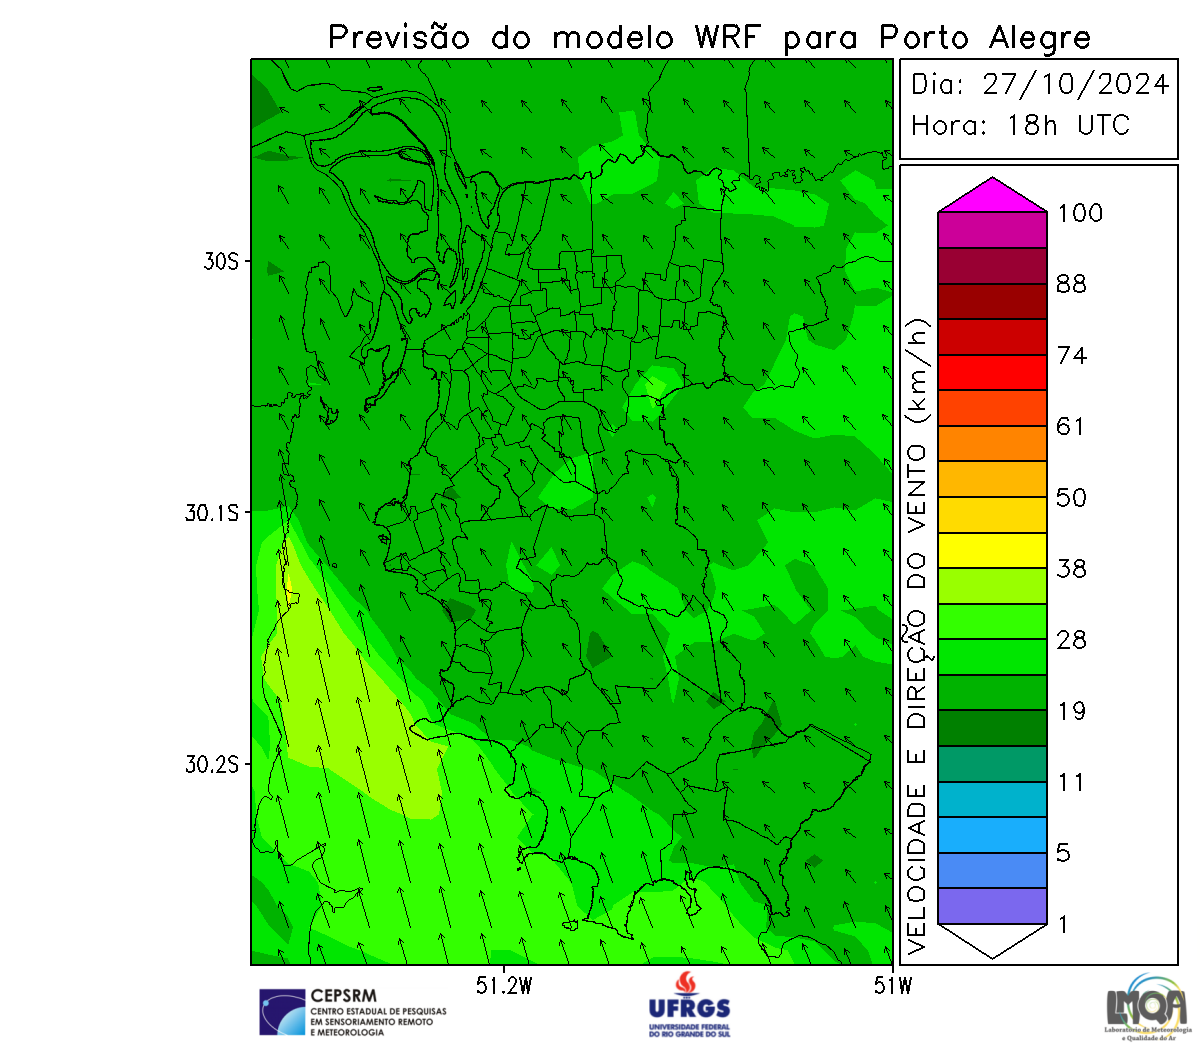 Previsão do modelo WRF para Porto Alegre
Dia: 27/10/2024
Hora: 18h UTC
30S
30.1S
30.2S
51.2W
51W
VELOCIDADE E DIREÇÃO DO VENTO (km/h)
100
88
74
61
50
38
28
19
11
5
1
CEPSRM
CENTRO ESTADUAL DE PESQUISAS
EM SENSORIAMENTO REMOTO
E METEOROLOGIA
UFRGS
UNIVERSIDADE FEDERAL
DO RIO GRANDE DO SUL
LMQA
Laboratório de Meteorologia
e Qualidade do Ar